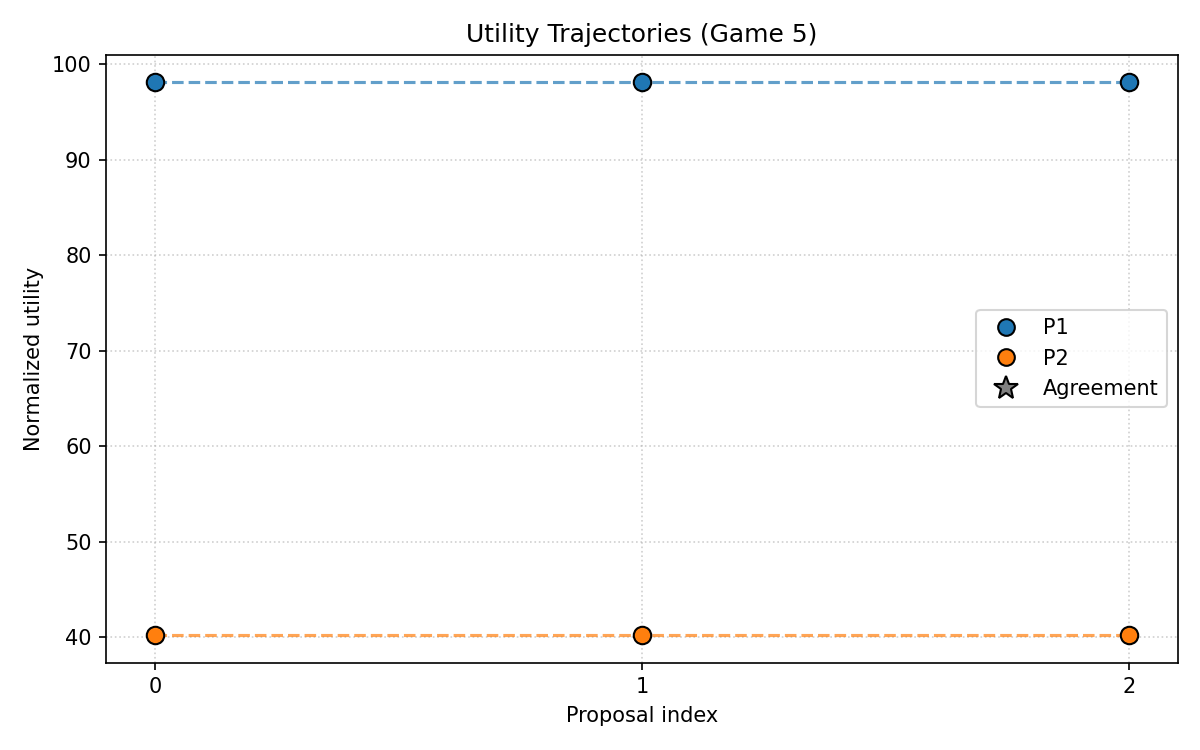 Utility Trajectories (Game 5)
Normalized utility
100
90
80
70
60
50
40
P1
P2
Agreement
0
1
2
Proposal index